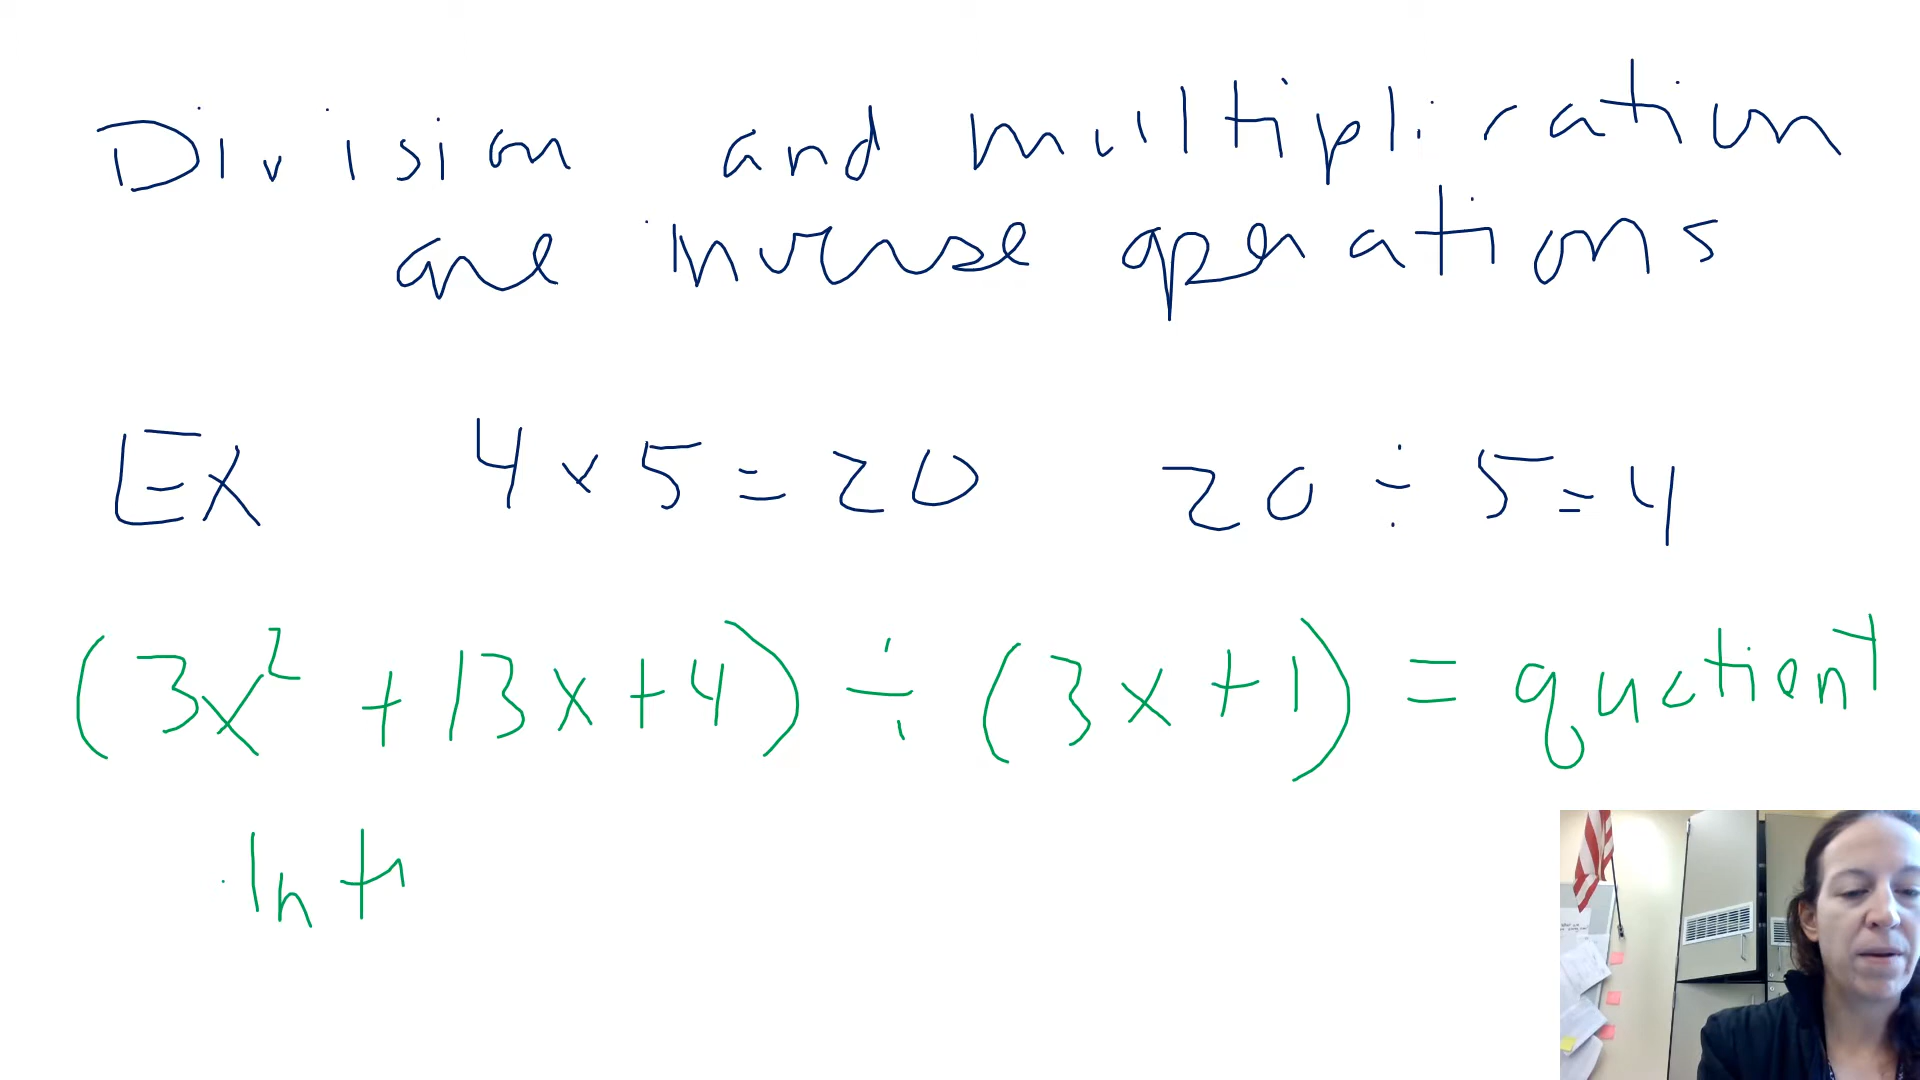 Division and multiplication
are inverse operations
Ex 4 x 5 = 20 20 ÷ 5 = 4
(3x² + 13x + 4) ÷ (3x + 1) = quotient